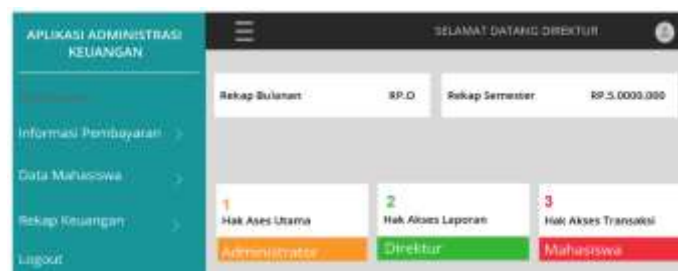 APLIKASI ADMINISTRASI
KEUANGAN
SELAMAT DATANG DIREKTUR
Informasi Pembayaran
Data Mahasiswa
Rekap Keuangan
Logout
Rekap Bulanan RP.O
Rekap Semester RP.5.0000.000
1
Hak Ases Utama
Administrator
2
Hak Akses Laporan
Direktur
3
Hak Akses Transaksi
Mahasiswa